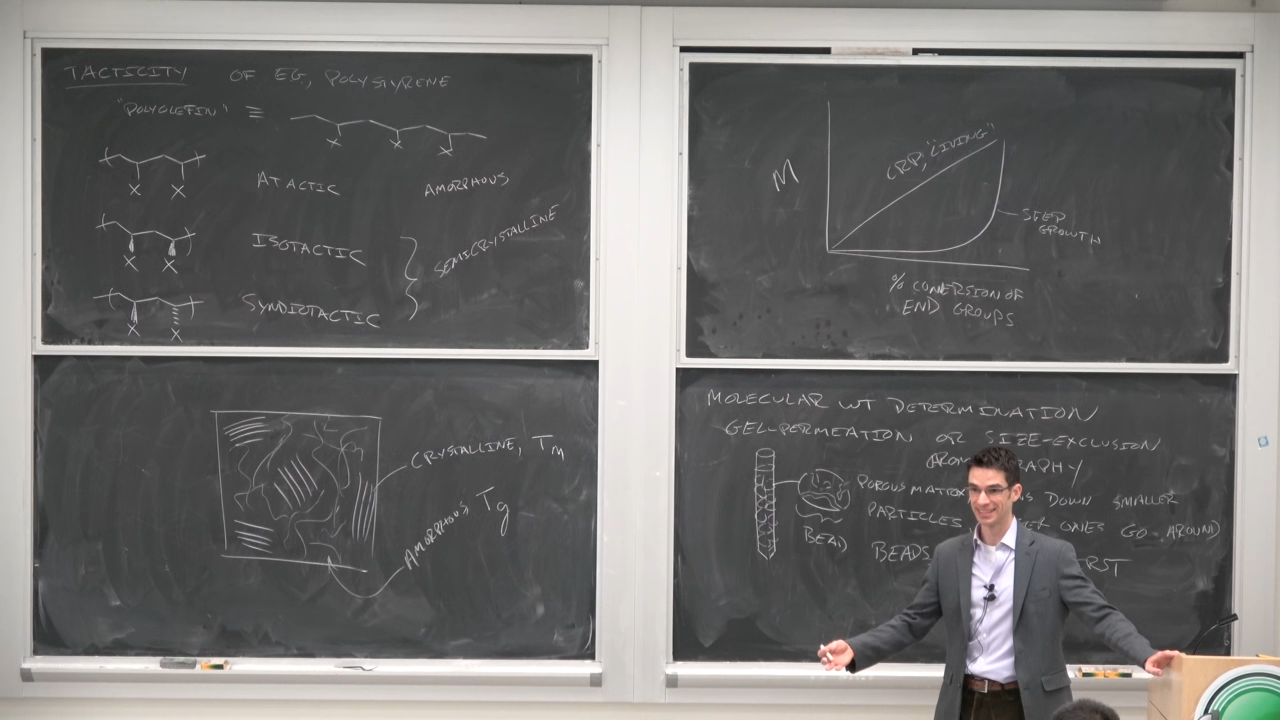 TACTICITY OF EG, POLYSTYRENE
"POLYOLEFIN" ≡
X X X
X X
ATACTIC AMORPHOUS
X X
ISOTACTIC
SEMICRYSTALLINE
X X
SYNDIOTACTIC
CRYSTALLINE, TM
AMORPHOUS Tg
M
CRP, "LIVING"
STEP
GROWTH
% CONERSION OF
END GROUPS
MOLECULAR WT DETERMINATION
GEL-PERMEATION OR SIZE-EXCLUSION
POROUS MATRIX DOWN SMALLER
PARTICLES ONES GO AROUND)
BEAD
BEADS